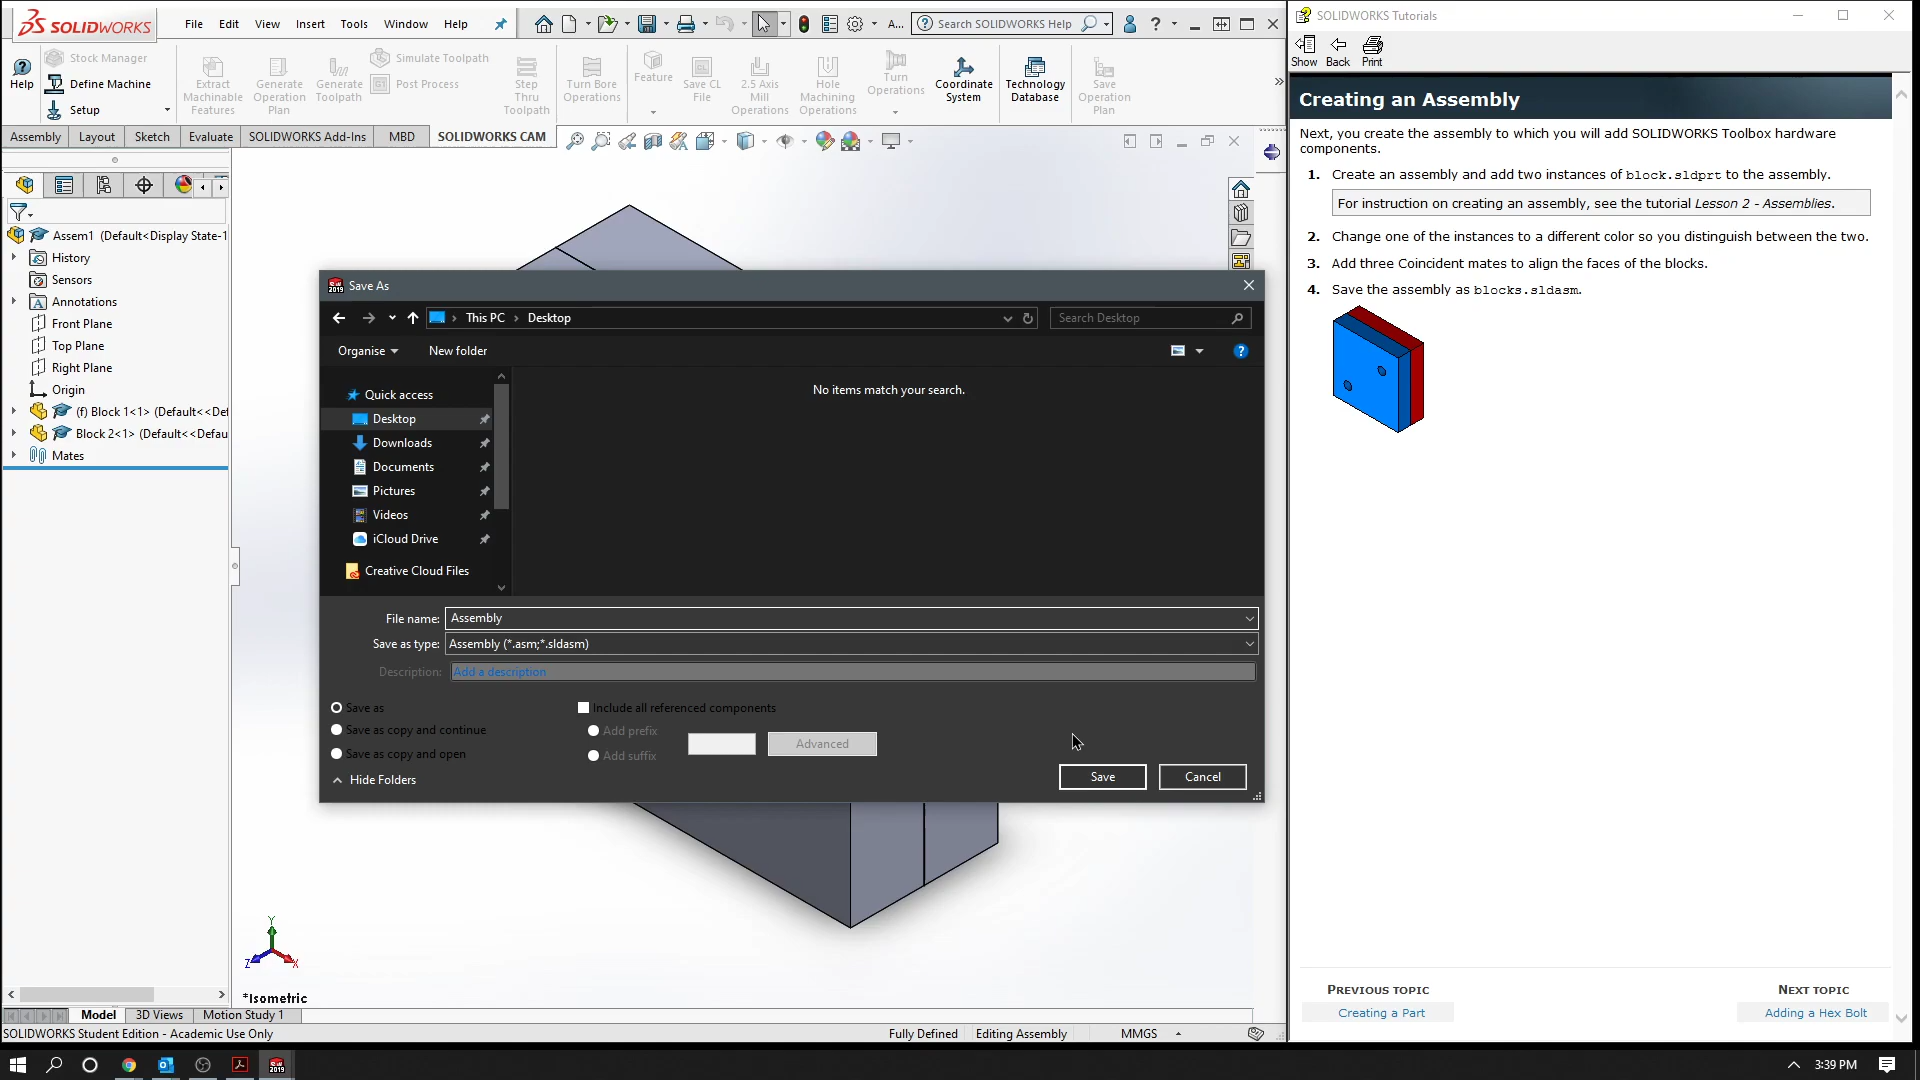 SOLIDWORKS
File Edit View Insert Tools Window Help
A...
Search SOLIDWORKS Help
Help
Stock Manager
Define Machine
Setup
Extract Machinable Features
Generate Operation Plan
Generate Toolpath
Simulate Toolpath
Post Process
Step Thru Toolpath
Turn Bore Operations
Feature
Save CL File
2.5 Axis Mill Operations
Hole Machining Operations
Turn Operations
Coordinate System
Technology Database
Save Operation Plan
Assembly Layout Sketch Evaluate SOLIDWORKS Add-Ins MBD SOLIDWORKS CAM
Assem1 (Default<Display State-1
History
Sensors
Annotations
Front Plane
Top Plane
Right Plane
Origin
(f) Block 1<1> (Default<<Def
Block 2<1> (Default<<Defau
Mates
Save As
This PC > Desktop
Search Desktop
Organise New folder
Quick access
Desktop
Downloads
Documents
Pictures
Videos
iCloud Drive
Creative Cloud Files
No items match your search.
File name: Assembly
Save as type: Assembly (*.asm;*.sldasm)
Description: Add a description
Save as
Save as copy and continue
Save as copy and open
Include all referenced components
Add prefix
Add suffix
Advanced
Hide Folders
Save Cancel
Y
Z
X
*Isometric
Model 3D Views Motion Study 1
SOLIDWORKS Student Edition - Academic Use Only
Fully Defined Editing Assembly MMGS
SOLIDWORKS Tutorials
Show Back Print
Creating an Assembly
Next, you create the assembly to which you will add SOLIDWORKS Toolbox hardware
components.
1. Create an assembly and add two instances of block.sldprt to the assembly.
For instruction on creating an assembly, see the tutorial Lesson 2 - Assemblies.
2. Change one of the instances to a different color so you distinguish between the two.
3. Add three Coincident mates to align the faces of the blocks.
4. Save the assembly as blocks.sldasm.
PREVIOUS TOPIC
Creating a Part
NEXT TOPIC
Adding a Hex Bolt
2019
3:39 PM